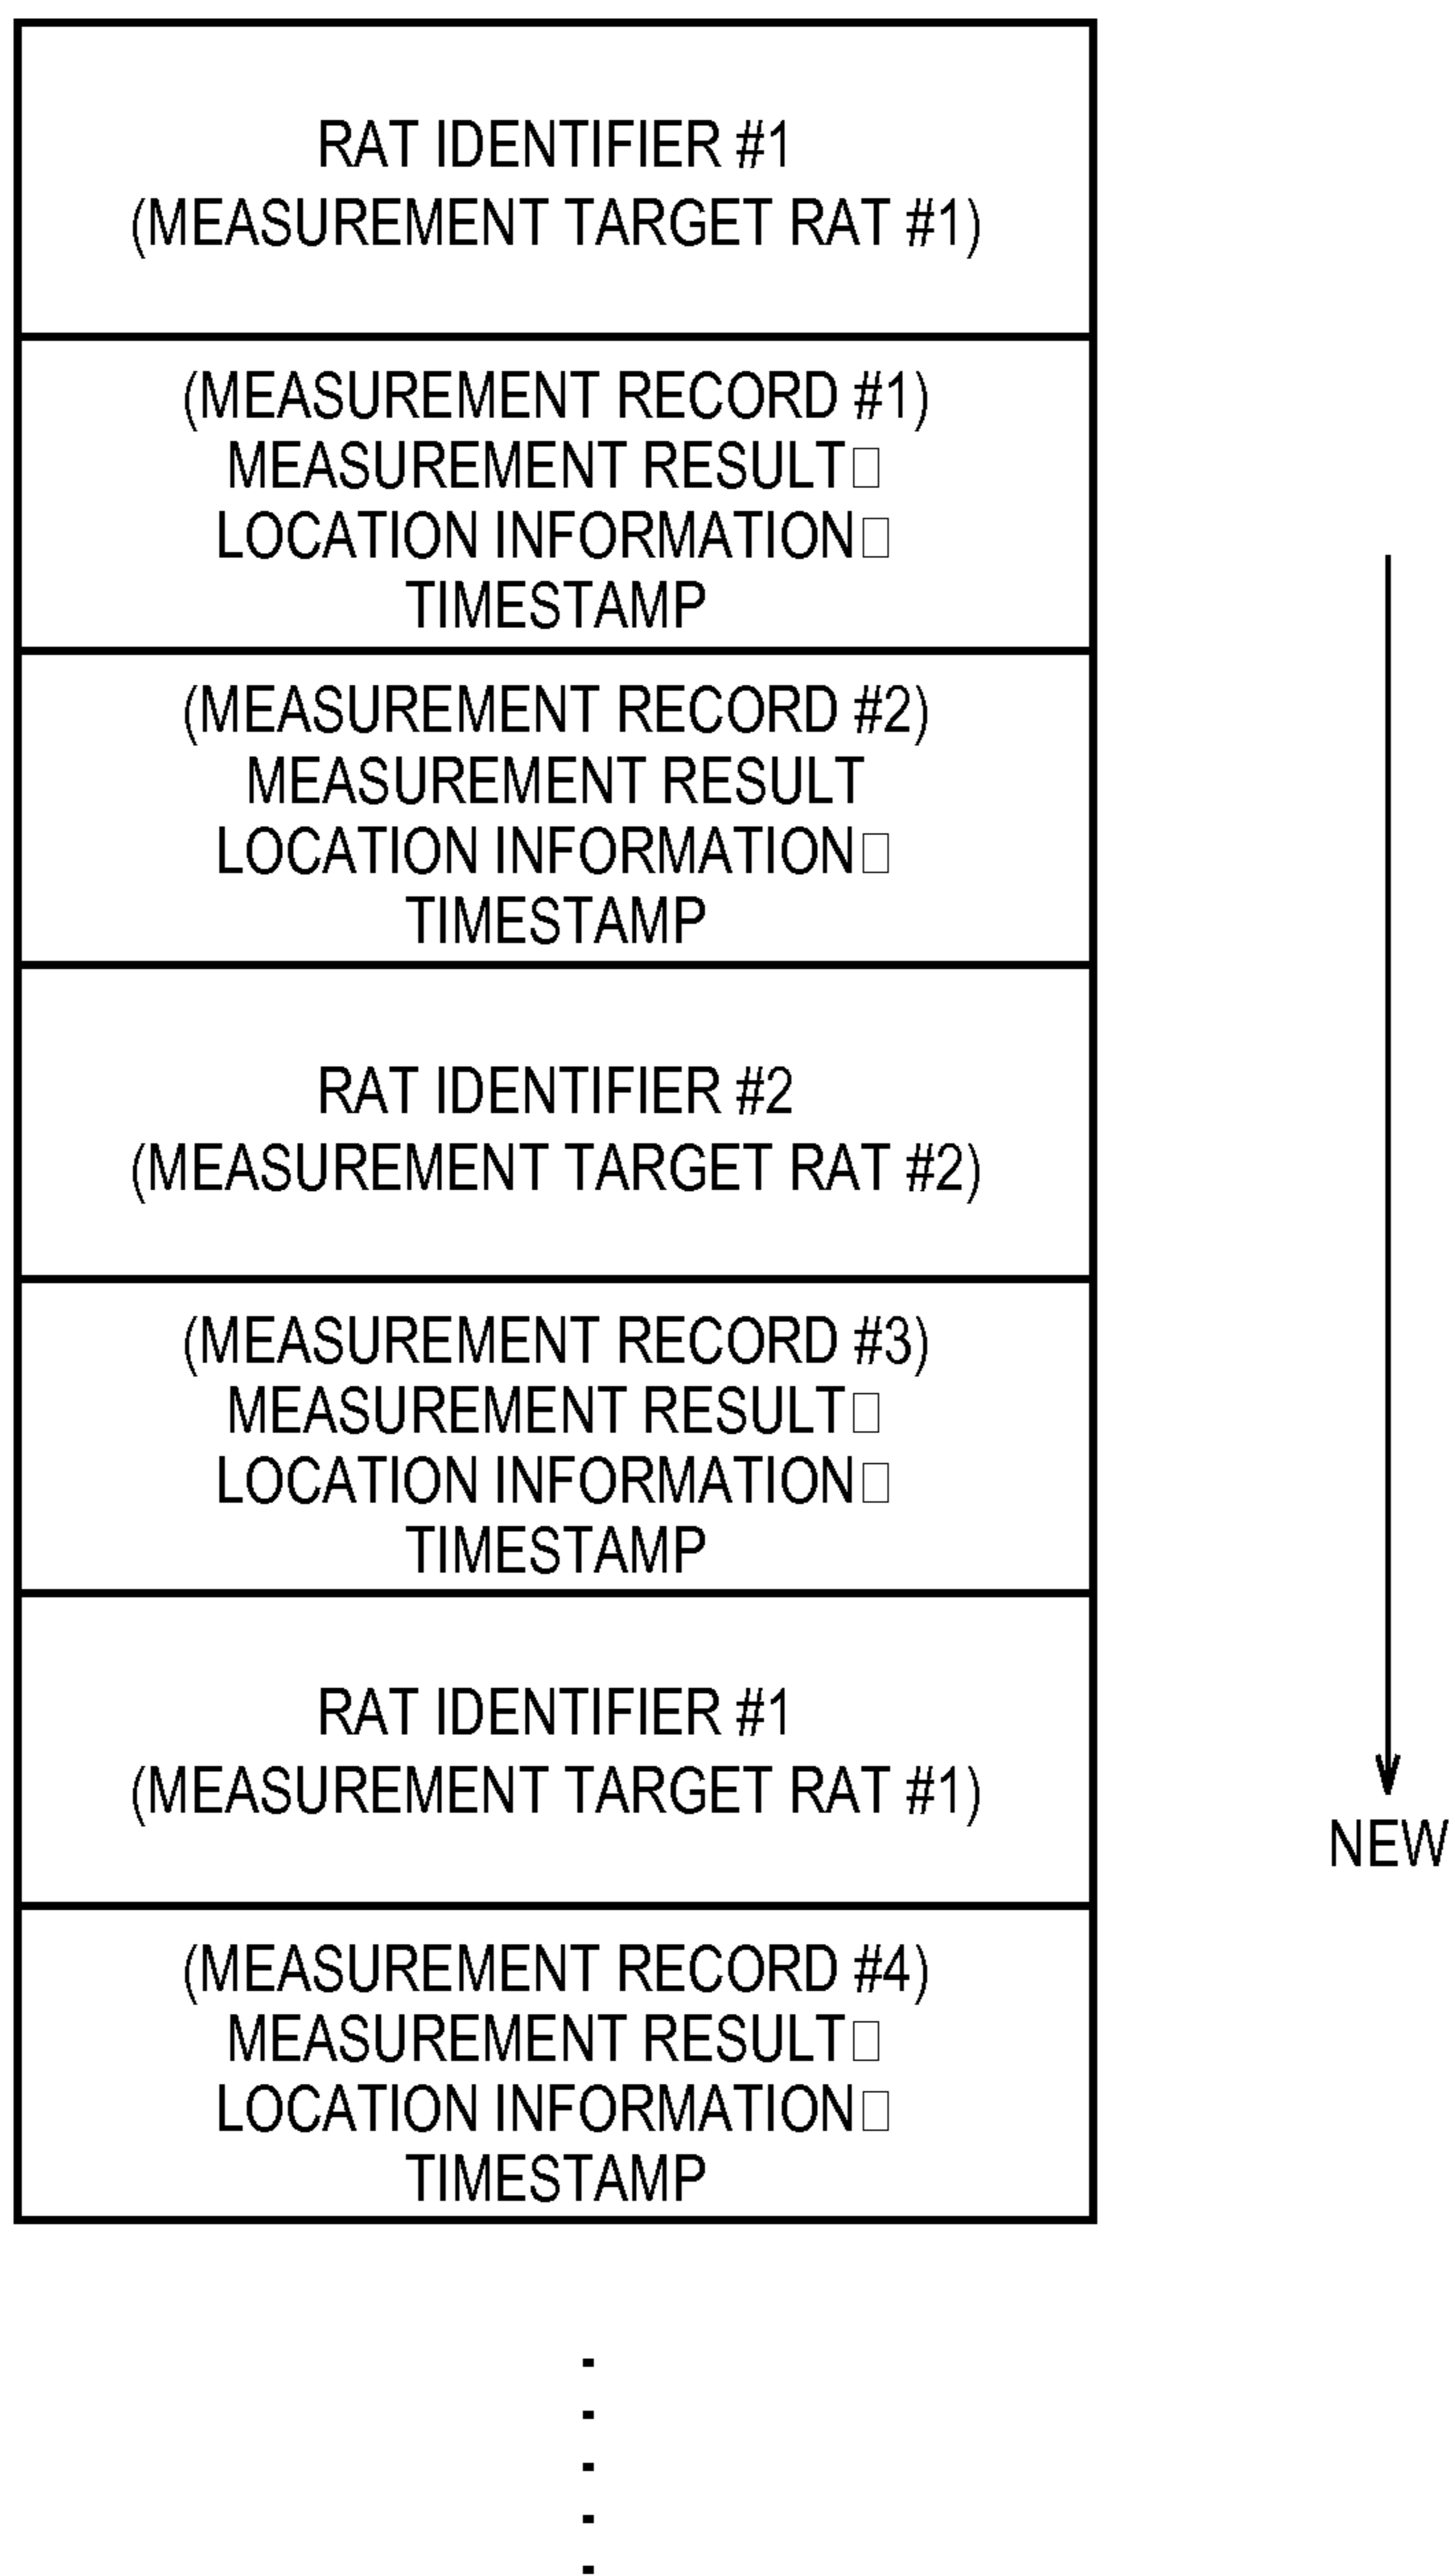 RAT IDENTIFIER #1
(MEASUREMENT TARGET RAT #1)
(MEASUREMENT RECORD #1)
MEASUREMENT RESULT□
LOCATION INFORMATION□
TIMESTAMP
(MEASUREMENT RECORD #2)
MEASUREMENT RESULT
LOCATION INFORMATION□
TIMESTAMP
RAT IDENTIFIER #2
(MEASUREMENT TARGET RAT #2)
(MEASUREMENT RECORD #3)
MEASUREMENT RESULT□
LOCATION INFORMATION□
TIMESTAMP
RAT IDENTIFIER #1
(MEASUREMENT TARGET RAT #1)
NEW
(MEASUREMENT RECORD #4)
MEASUREMENT RESULT□
LOCATION INFORMATION□
TIMESTAMP